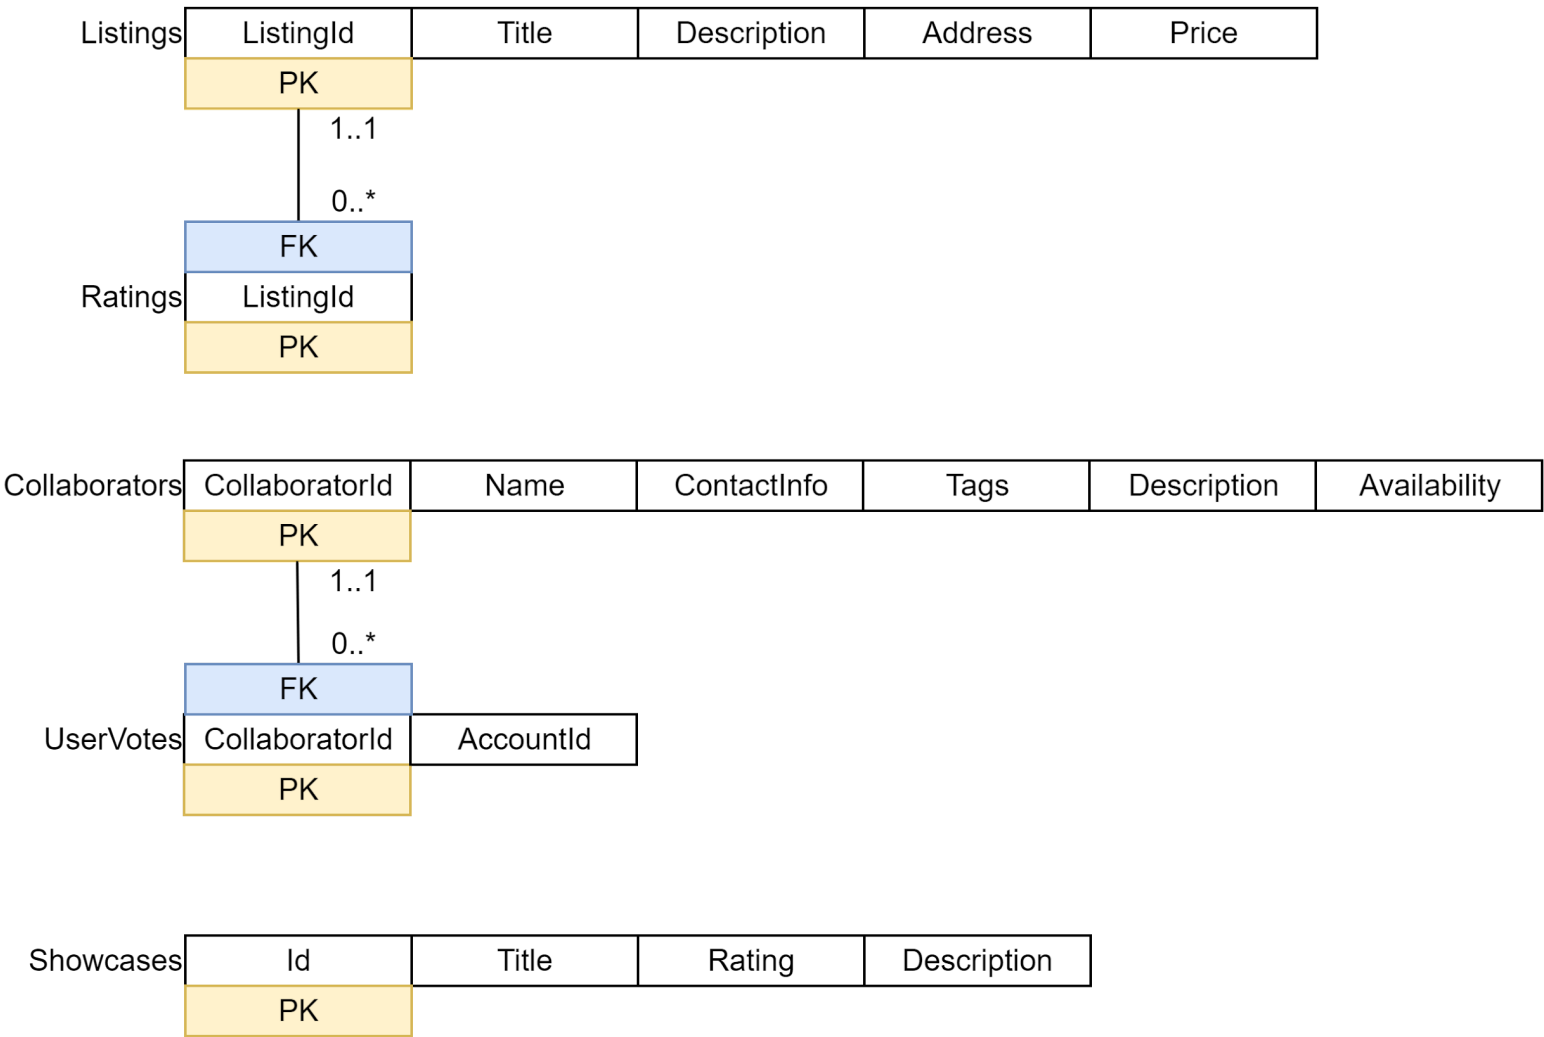 Listings ListingId Title Description Address Price
PK
1..1
0..*
FK
Ratings ListingId
PK
Collaborators CollaboratorId Name ContactInfo Tags Description Availability
PK
1..1
0..*
FK
UserVotes CollaboratorId AccountId
PK
Showcases Id Title Rating Description
PK